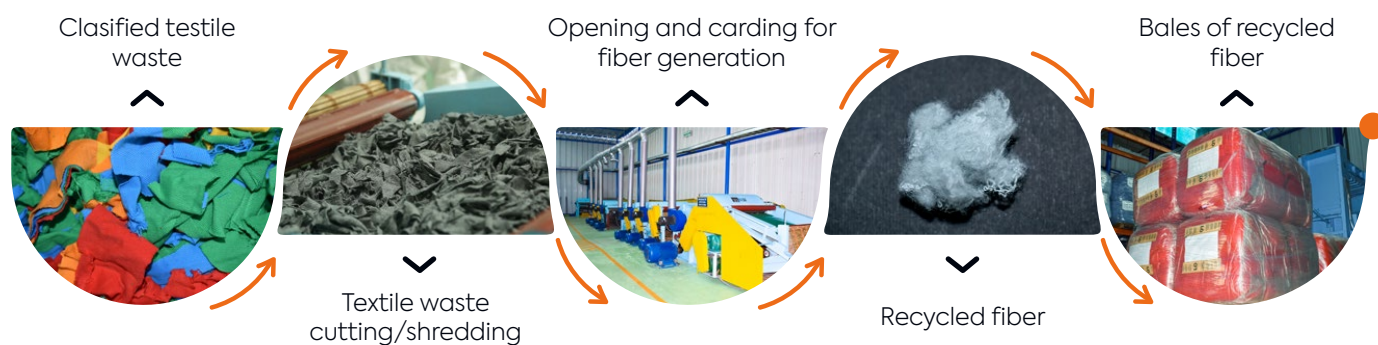 Clasified testile
waste
Textile waste
cutting/shredding
Opening and carding for
fiber generation
Recycled fiber
Bales of recycled
fiber